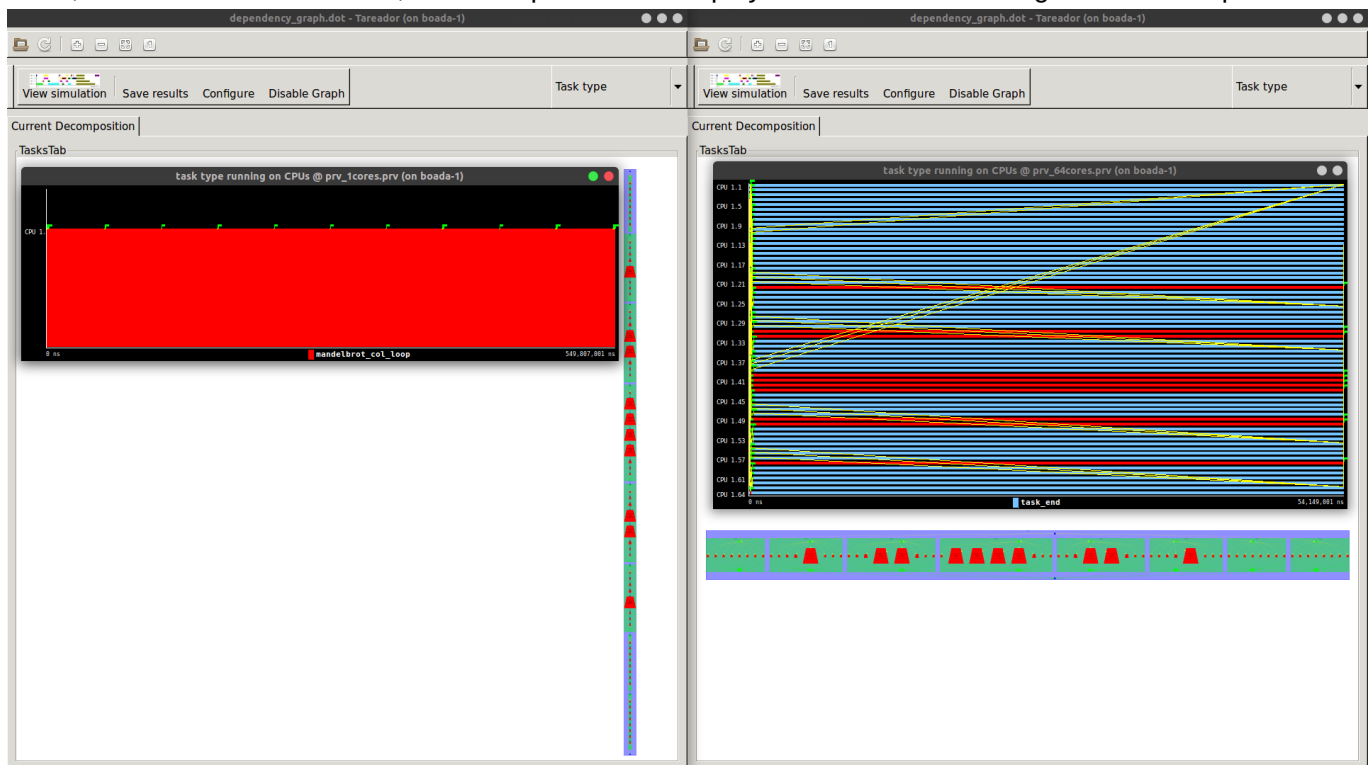 dependency_graph.dot - Tareador (on boada-1)
View simulation Save results Configure Disable Graph
Task type
Current Decomposition
TasksTab
task type running on CPUs @ prv_1cores.prv (on boada-1)
CPU 1.
0 ns
mandelbrot_col_loop
549,807,001 ns
dependency_graph.dot - Tareador (on boada-1)
View simulation Save results Configure Disable Graph
Task type
Current Decomposition
TasksTab
task type running on CPUs @ prv_64cores.prv (on boada-1)
CPU 1.1
CPU 1.5
CPU 1.9
CPU 1.13
CPU 1.17
CPU 1.21
CPU 1.25
CPU 1.29
CPU 1.33
CPU 1.37
CPU 1.41
CPU 1.45
CPU 1.49
CPU 1.53
CPU 1.57
CPU 1.61
CPU 1.64
0 ns
task_end
54,149,001 ns